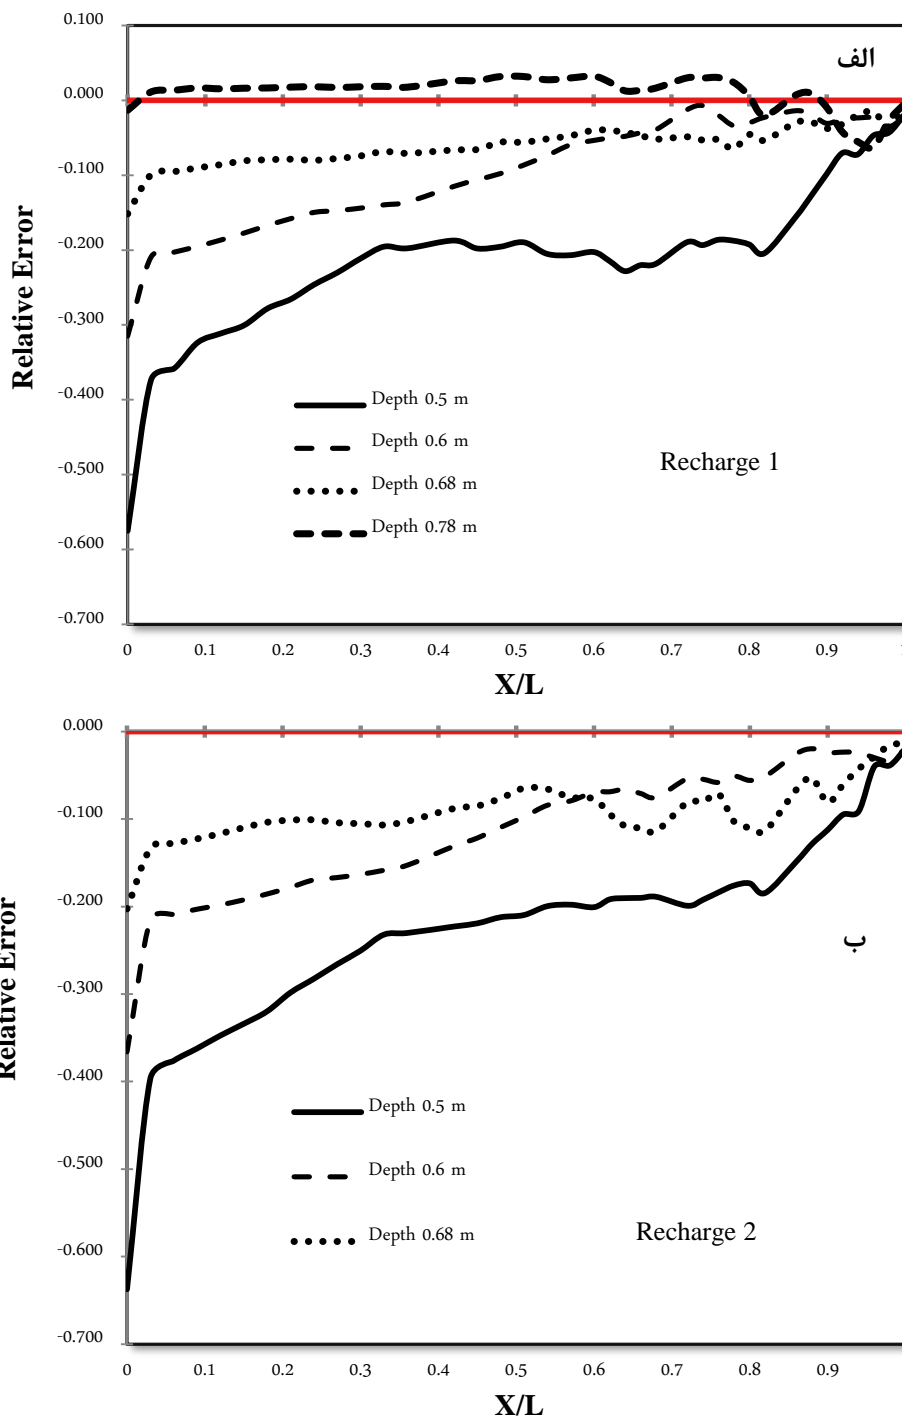 0.100
الف
0.000
-0.100
-0.200
-0.300
-0.400
-0.500
-0.600
-0.700
Relative Error
Depth 0.5 m
Depth 0.6 m
Depth 0.68 m
Depth 0.78 m
Recharge 1
0 0.1 0.2 0.3 0.4 0.5 0.6 0.7 0.8 0.9
X/L
0.000
-0.100
-0.200
-0.300
-0.400
-0.500
-0.600
-0.700
Relative Error
ب
Depth 0.5 m
Depth 0.6 m
Depth 0.68 m
Recharge 2
0 0.1 0.2 0.3 0.4 0.5 0.6 0.7 0.8 0.9
X/L